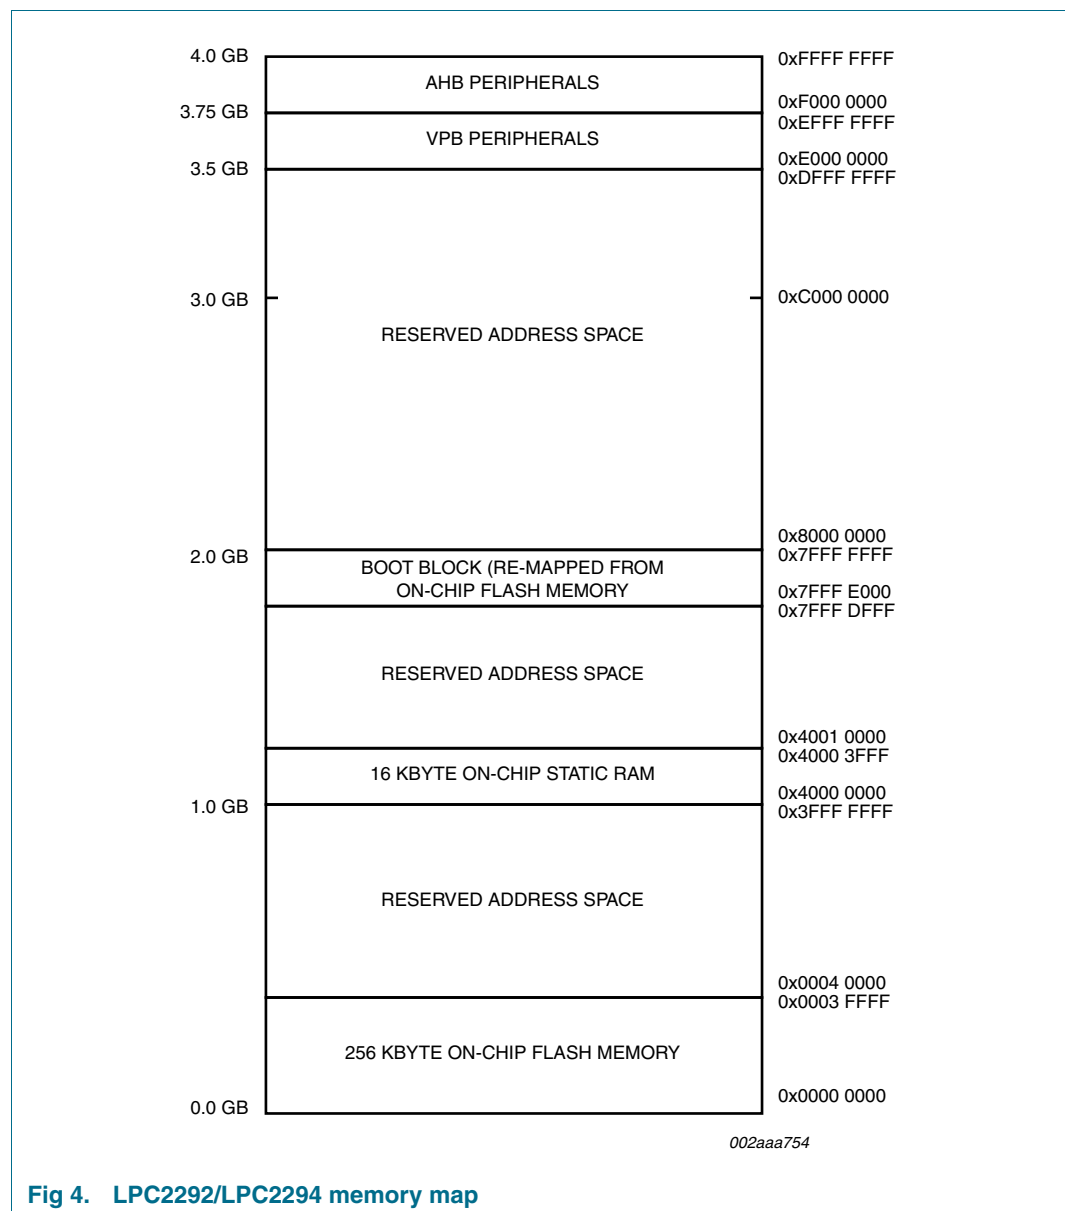 4.0 GB
0xFFFF FFFF
AHB PERIPHERALS
0xF000 0000
3.75 GB
0xEFFF FFFF
VPB PERIPHERALS
0xE000 0000
3.5 GB
0xDFFF FFFF
3.0 GB
0xC000 0000
RESERVED ADDRESS SPACE
0x8000 0000
2.0 GB
0x7FFF FFFF
BOOT BLOCK (RE-MAPPED FROM
ON-CHIP FLASH MEMORY
0x7FFF E000
0x7FFF DFFF
RESERVED ADDRESS SPACE
0x4001 0000
0x4000 3FFF
16 KBYTE ON-CHIP STATIC RAM
0x4000 0000
1.0 GB
0x3FFF FFFF
RESERVED ADDRESS SPACE
0x0004 0000
0x0003 FFFF
256 KBYTE ON-CHIP FLASH MEMORY
0x0000 0000
0.0 GB
002aaa754
Fig 4. LPC2292/LPC2294 memory map